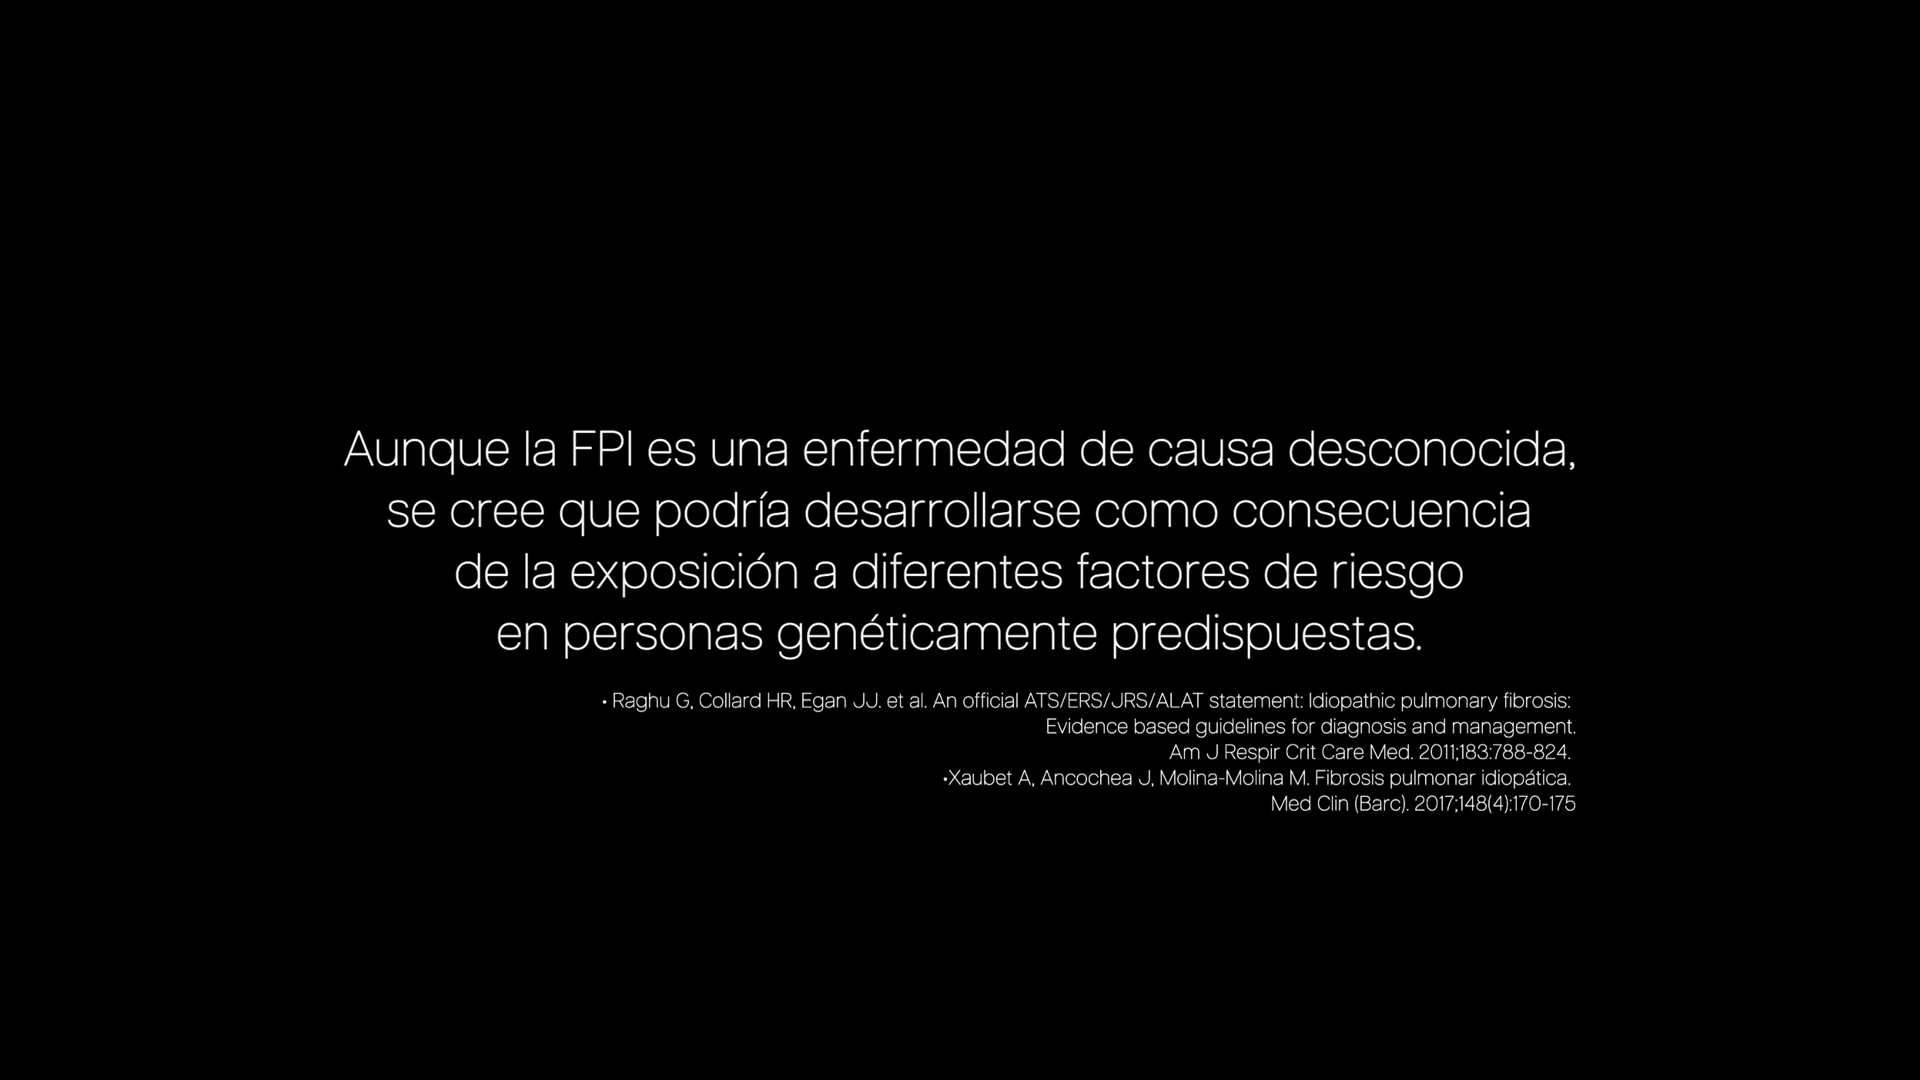 Aunque la FPI es una enfermedad de causa desconocida,
se cree que podría desarrollarse como consecuencia
de la exposición a diferentes factores de riesgo
en personas genéticamente predispuestas.
• Raghu G, Collard HR, Egan JJ. et al. An official ATS/ERS/JRS/ALAT statement: Idiopathic pulmonary fibrosis:
Evidence based guidelines for diagnosis and management.
Am J Respir Crit Care Med. 2011;183:788-824.
•Xaubet A, Ancochea J, Molina-Molina M. Fibrosis pulmonar idiopática.
Med Clin (Barc). 2017;148(4):170-175